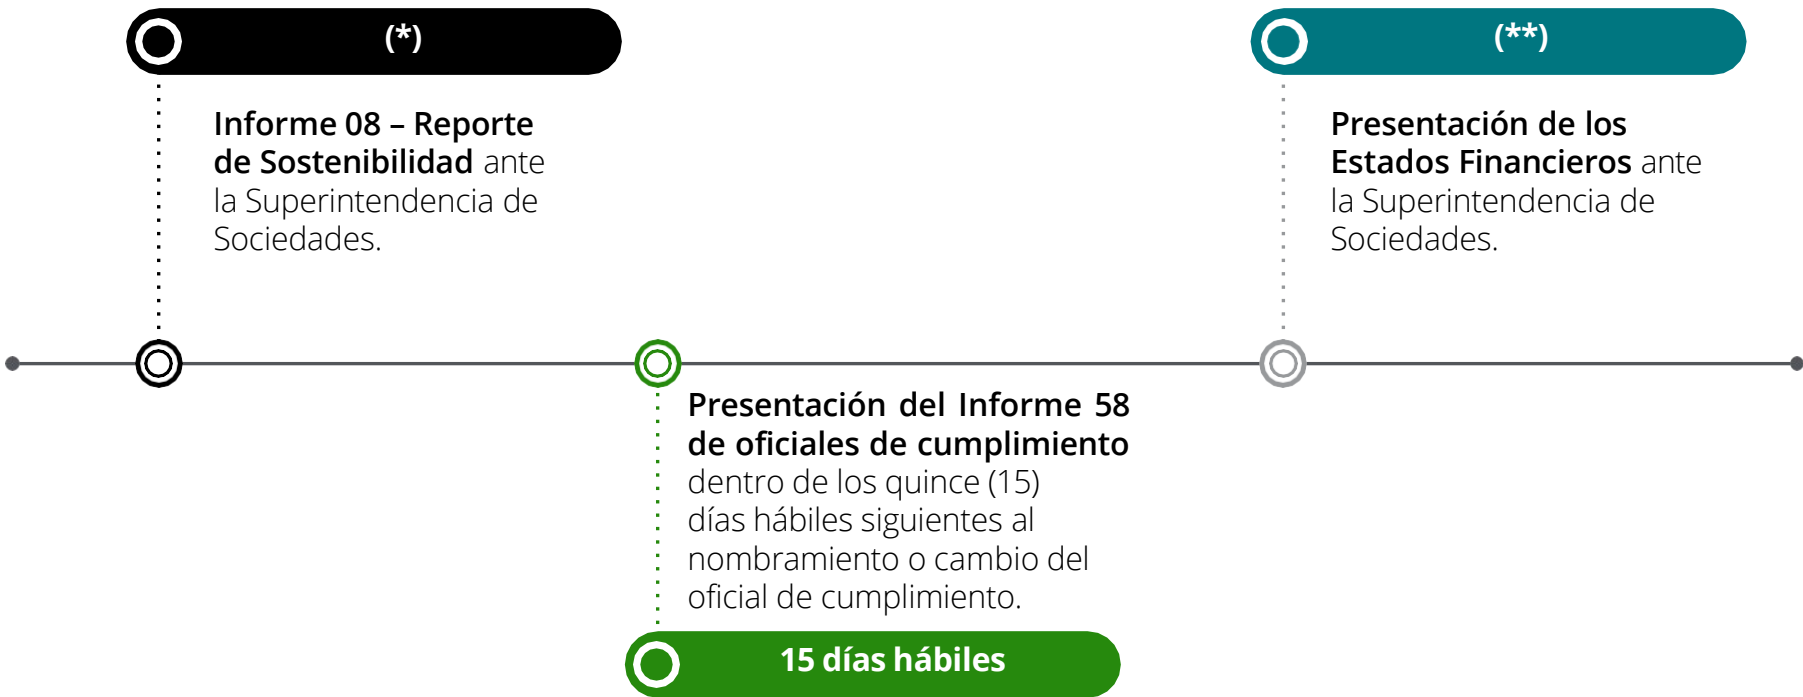 (*)
Informe 08 – Reporte
de Sostenibilidad ante
la Superintendencia de
Sociedades.
(**)
Presentación de los
Estados Financieros ante
la Superintendencia de
Sociedades.
Presentación del Informe 58
de oficiales de cumplimiento
dentro de los quince (15)
días hábiles siguientes al
nombramiento o cambio del
oficial de cumplimiento.
15 días hábiles